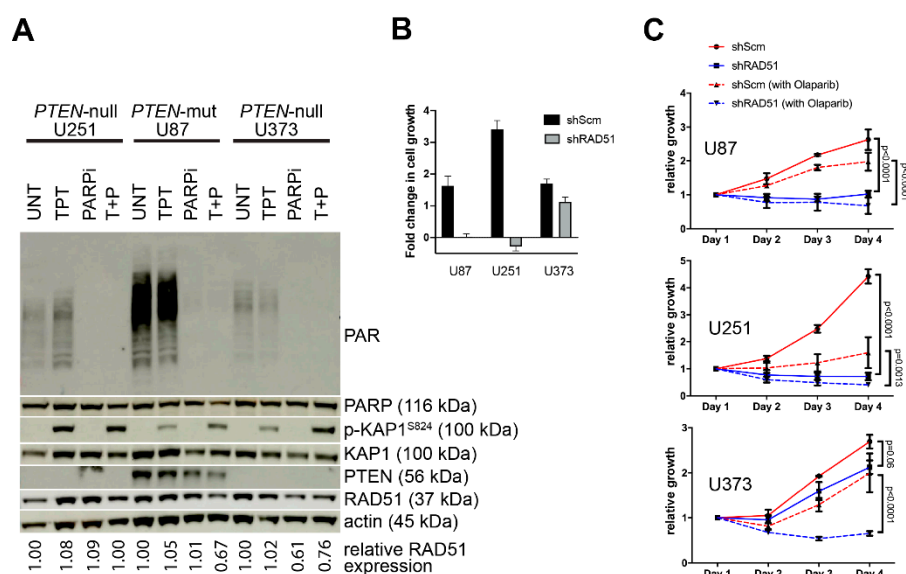 A
PTEN-null PTEN-mut PTEN-null
U251 U87 U373
UNT TPT PARPi T+P UNT TPT PARPi T+P UNT TPT PARPi T+P
PAR
PARP (116 kDa)
p-KAP1S824 (100 kDa)
KAP1 (100 kDa)
PTEN (56 kDa)
RAD51 (37 kDa)
actin (45 kDa)
1.00 1.08 1.09 1.00 1.00 1.05 1.01 0.67 1.00 1.02 0.61 0.76
relative RAD51
expression
B
Fold change in cell growth
4
3
2
1
0
shScm
shRAD51
U87 U251 U373
C
shScm
shRAD51
shScm (with Olaparib)
shRAD51 (with Olaparib)
U87
relative growth
4
3
2
1
0
p<0.0001
p<0.0001
Day 1 Day 2 Day 3 Day 4
U251
relative growth
5
4
3
2
1
0
p<0.0001
p=0.0013
Day 1 Day 2 Day 3 Day 4
U373
relative growth
3
2
1
0
p=0.06
p<0.0001
Day 1 Day 2 Day 3 Day 4